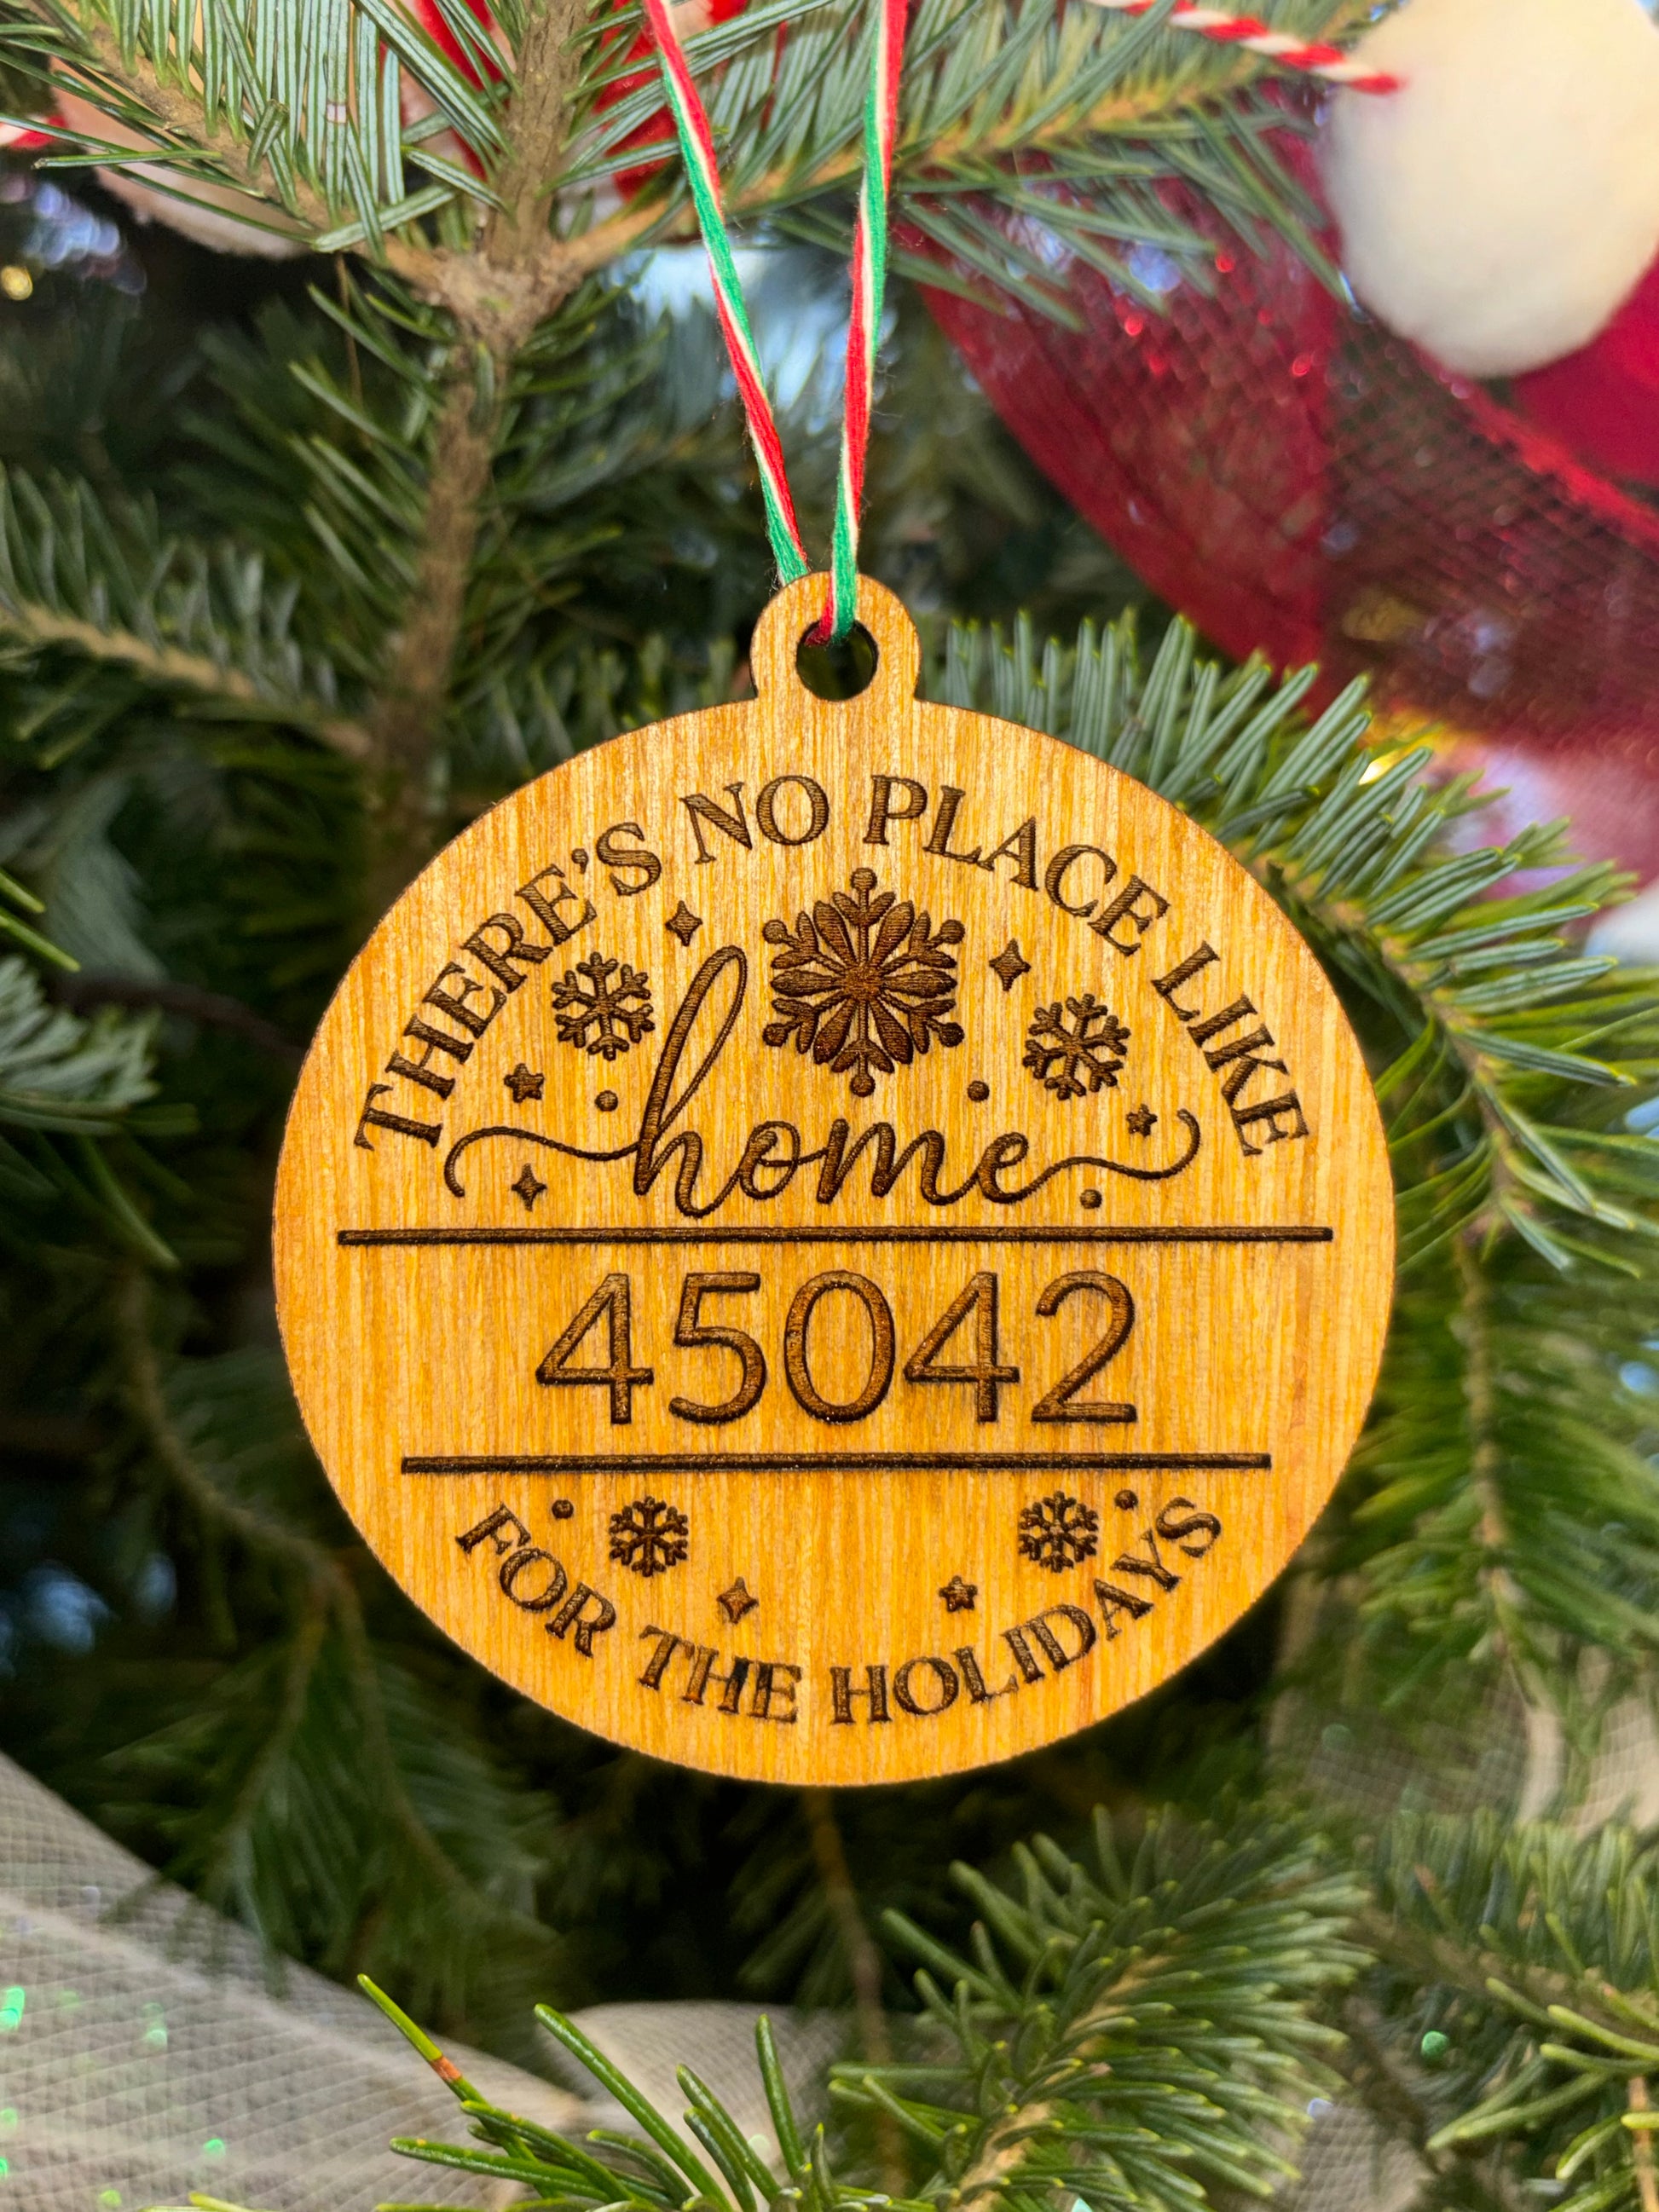 THERE'S NO PLACE LIKE
home
45042
FOR THE HOLIDAYS